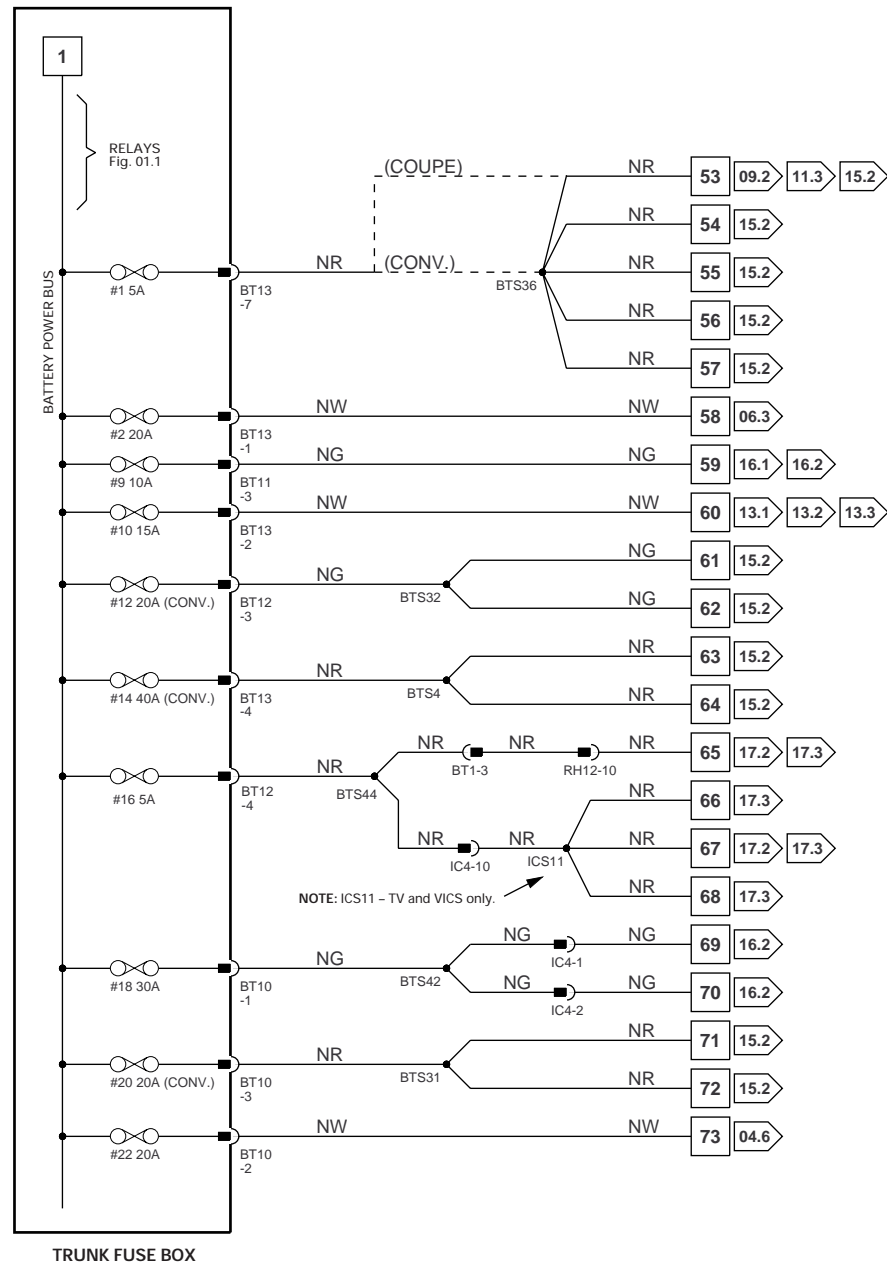 1
RELAYS
Fig. 01.1
BATTERY POWER BUS
(COUPE)
NR
53 09.2 11.3 15.2
NR
54 15.2
#1 5A
BT13
-7
NR
(CONV.)
BTS36
NR
55 15.2
NR
56 15.2
NR
57 15.2
#2 20A
BT13
-1
NW
NW
58 06.3
#9 10A
BT11
-3
NG
NG
59 16.1 16.2
#10 15A
BT13
-2
NW
NW
60 13.1 13.2 13.3
#12 20A (CONV.)
BT12
-3
NG
BTS32
NG
61 15.2
NG
62 15.2
#14 40A (CONV.)
BT13
-4
NR
BTS4
NR
63 15.2
NR
64 15.2
#16 5A
BT12
-4
NR
BTS44
NR
BT1-3
NR
RH12-10
NR
65 17.2 17.3
NR
66 17.3
NR
IC4-10
NR
ICS11
NR
67 17.2 17.3
NOTE: ICS11 – TV and VICS only.
NR
68 17.3
#18 30A
BT10
-1
NG
BTS42
NG
IC4-1
NG
69 16.2
NG
IC4-2
NG
70 16.2
#20 20A (CONV.)
BT10
-3
NR
BTS31
NR
71 15.2
NR
72 15.2
#22 20A
BT10
-2
NW
NW
73 04.6
TRUNK FUSE BOX